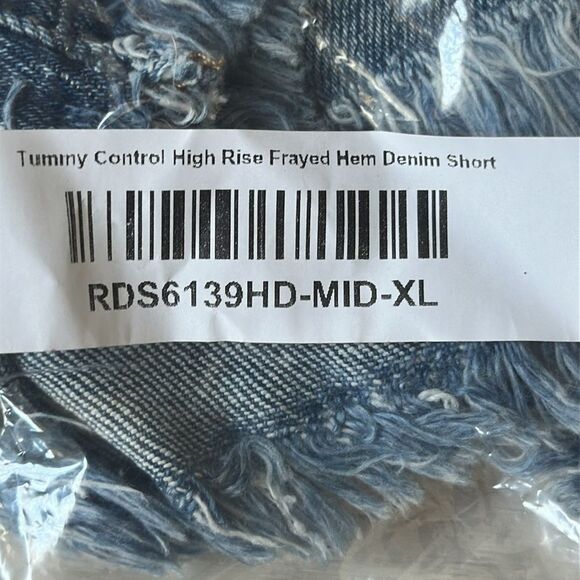 Tummy Control High Rise Frayed Hem Denim Short
RDS6139HD-MID-XL